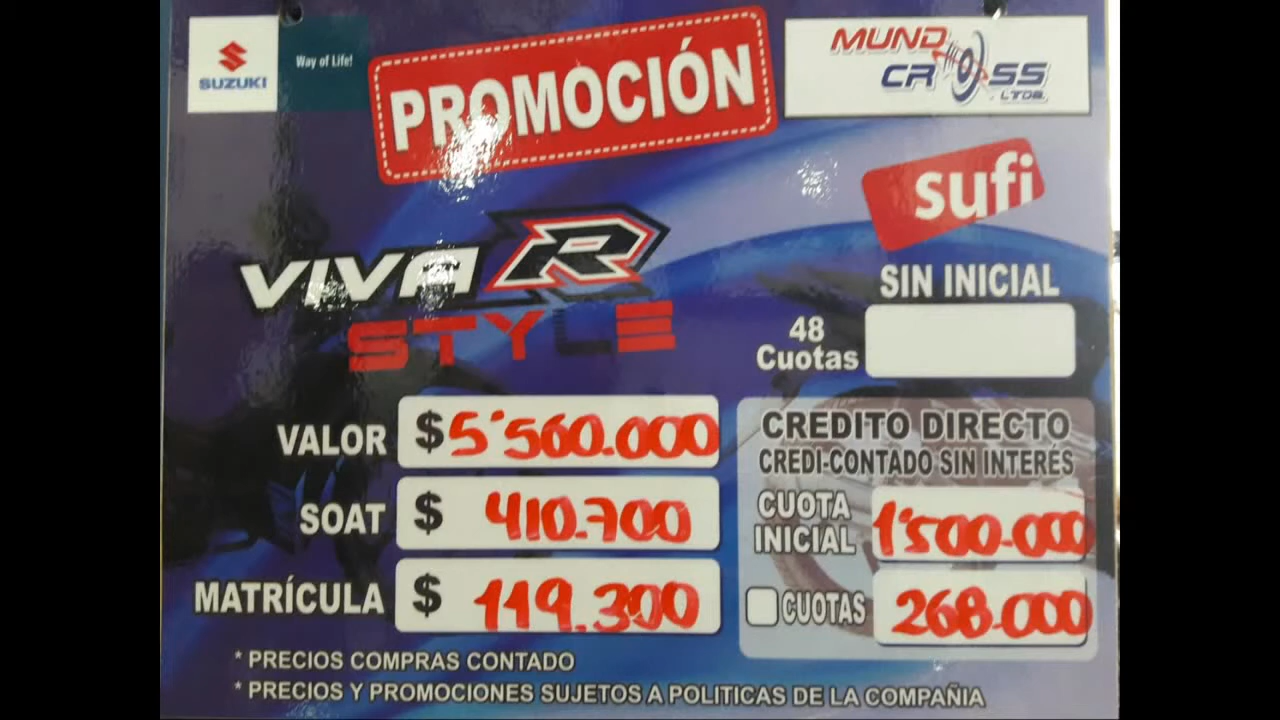 SUZUKI
Way of Life!
PROMOCIÓN
MUNDO
CROSS
LTDA.
sufi
VIVA R
STYLE
SIN INICIAL
48
Cuotas
VALOR $ 5'560.000
SOAT $ 410.700
MATRÍCULA $ 119.300
CREDITO DIRECTO
CREDI-CONTADO SIN INTERÉS
CUOTA
INICIAL 1'500.000
CUOTAS 268.000
* PRECIOS COMPRAS CONTADO
* PRECIOS Y PROMOCIONES SUJETOS A POLITICAS DE LA COMPAÑIA